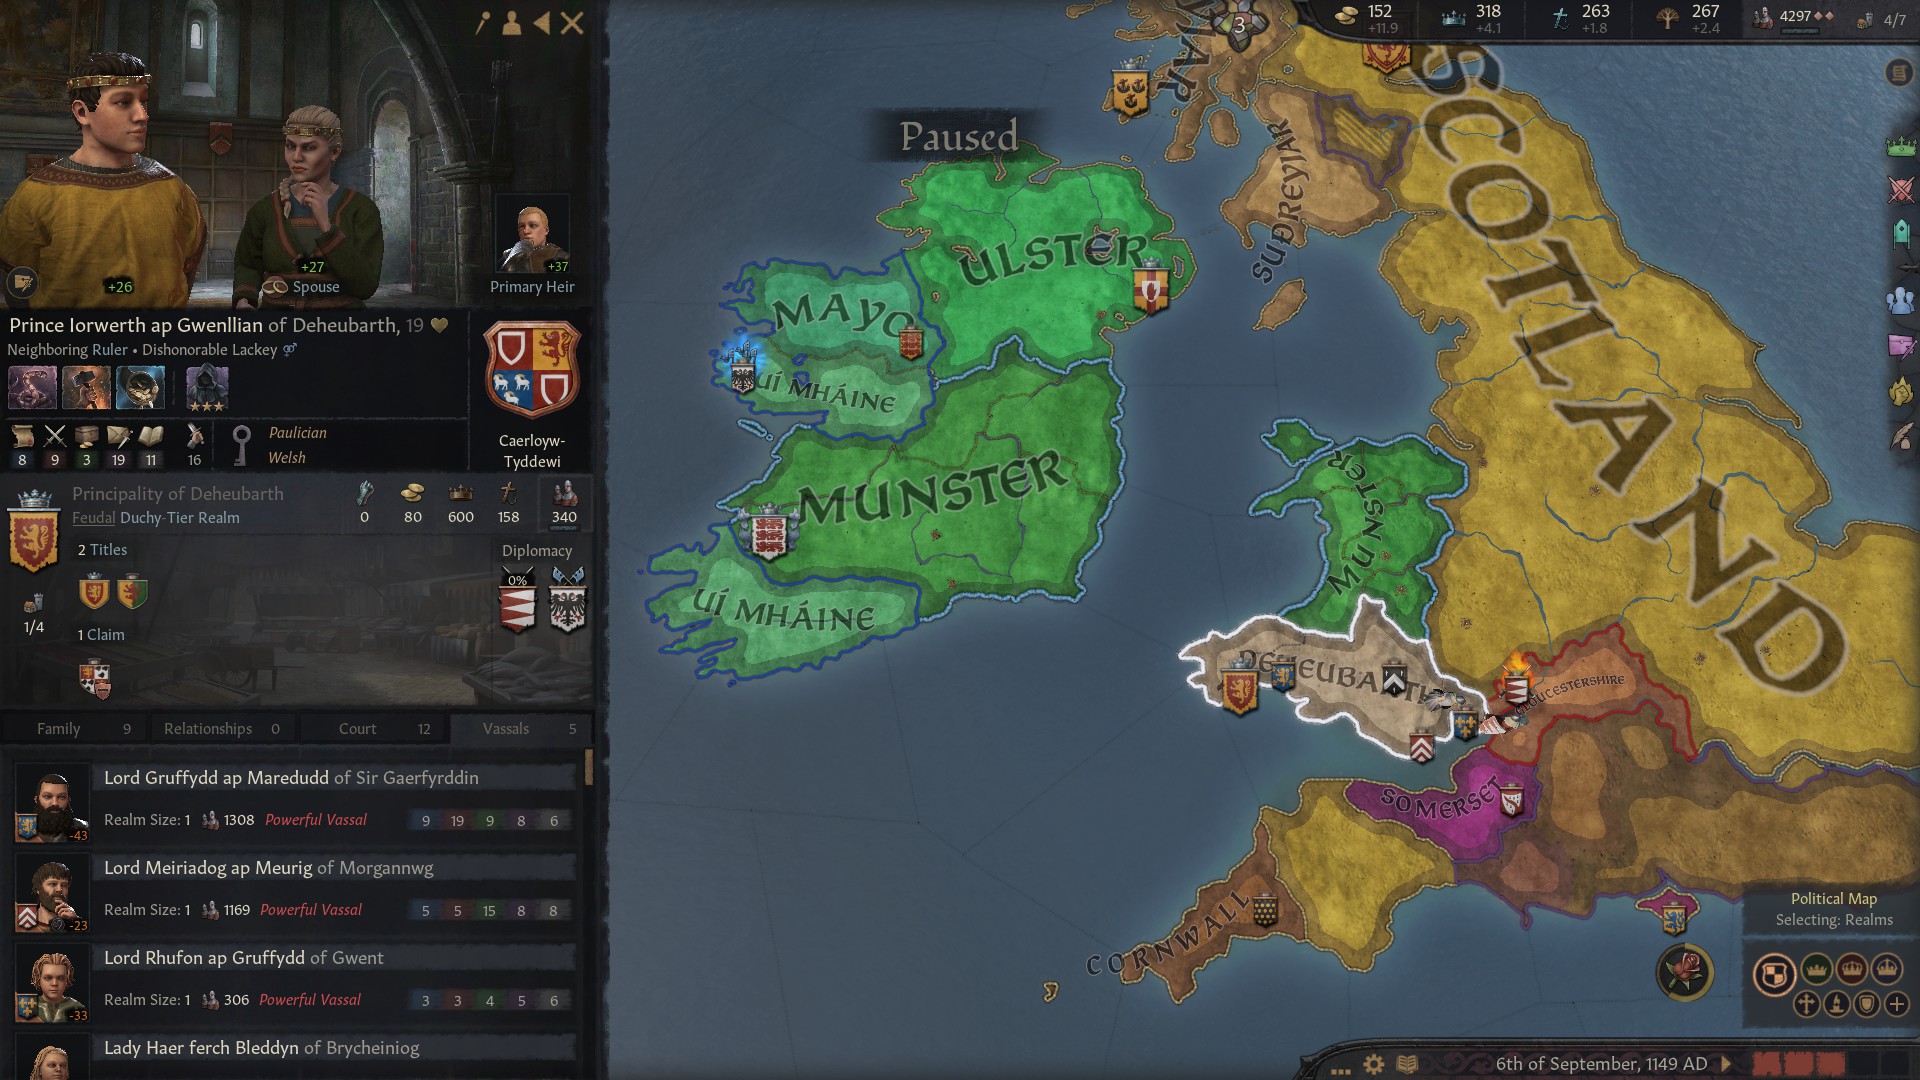 +26
+27
Spouse
+37
Primary Heir
Prince Iorwerth ap Gwenllian of Deheubarth, 19
Neighboring Ruler • Dishonorable Lackey
8 9 3 19 11 16
Paulician
Welsh
Caerloyw-
Tyddewi
Principality of Deheubarth
Feudal Duchy-Tier Realm
0 80 600 158 340
2 Titles
1/4
1 Claim
Diplomacy
0%
Family 9
Relationships 0
Court 12
Vassals 5
Lord Gruffydd ap Maredudd of Sir Gaerfyrddin
Realm Size: 1 1308 Powerful Vassal 9 19 9 8 6
-43
Lord Meiriadog ap Meurig of Morgannwg
Realm Size: 1 1169 Powerful Vassal 5 5 15 8 8
-23
Lord Rhufon ap Gruffydd of Gwent
Realm Size: 1 306 Powerful Vassal 3 3 4 5 6
-33
Lady Haer ferch Bleddyn of Brycheiniog
3
152 +11.9
318 +4.1
263 +1.8
267 +2.4
4297
4/7
Paused
SUÐREYJAR
SCOTLAND
ULSTER
MAYO
UÍ MHÁINE
MUNSTER
UÍ MHÁINE
MUNSTER
DEHEUBARTH
GLOUCESTERSHIRE
SOMERSET
CORNWALL
Political Map
Selecting: Realms
6th of September, 1149 AD